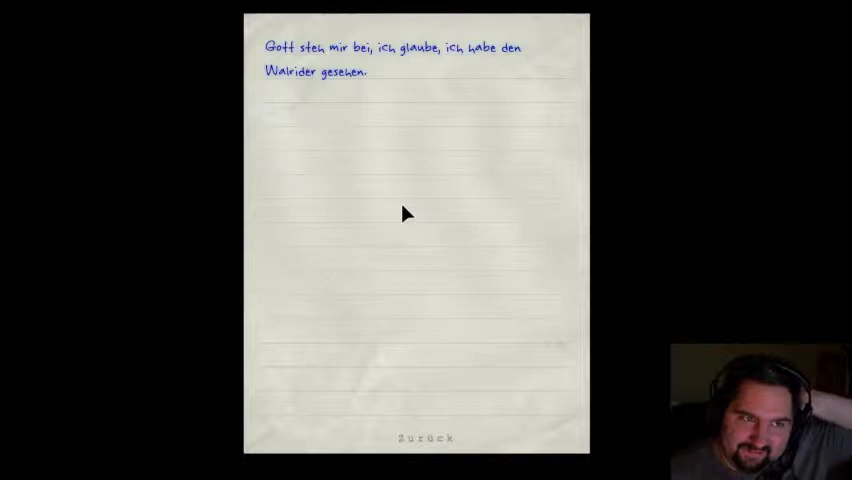 Gott steh mir bei, ich glaube, ich habe den
Walrider gesehen.
Zurück